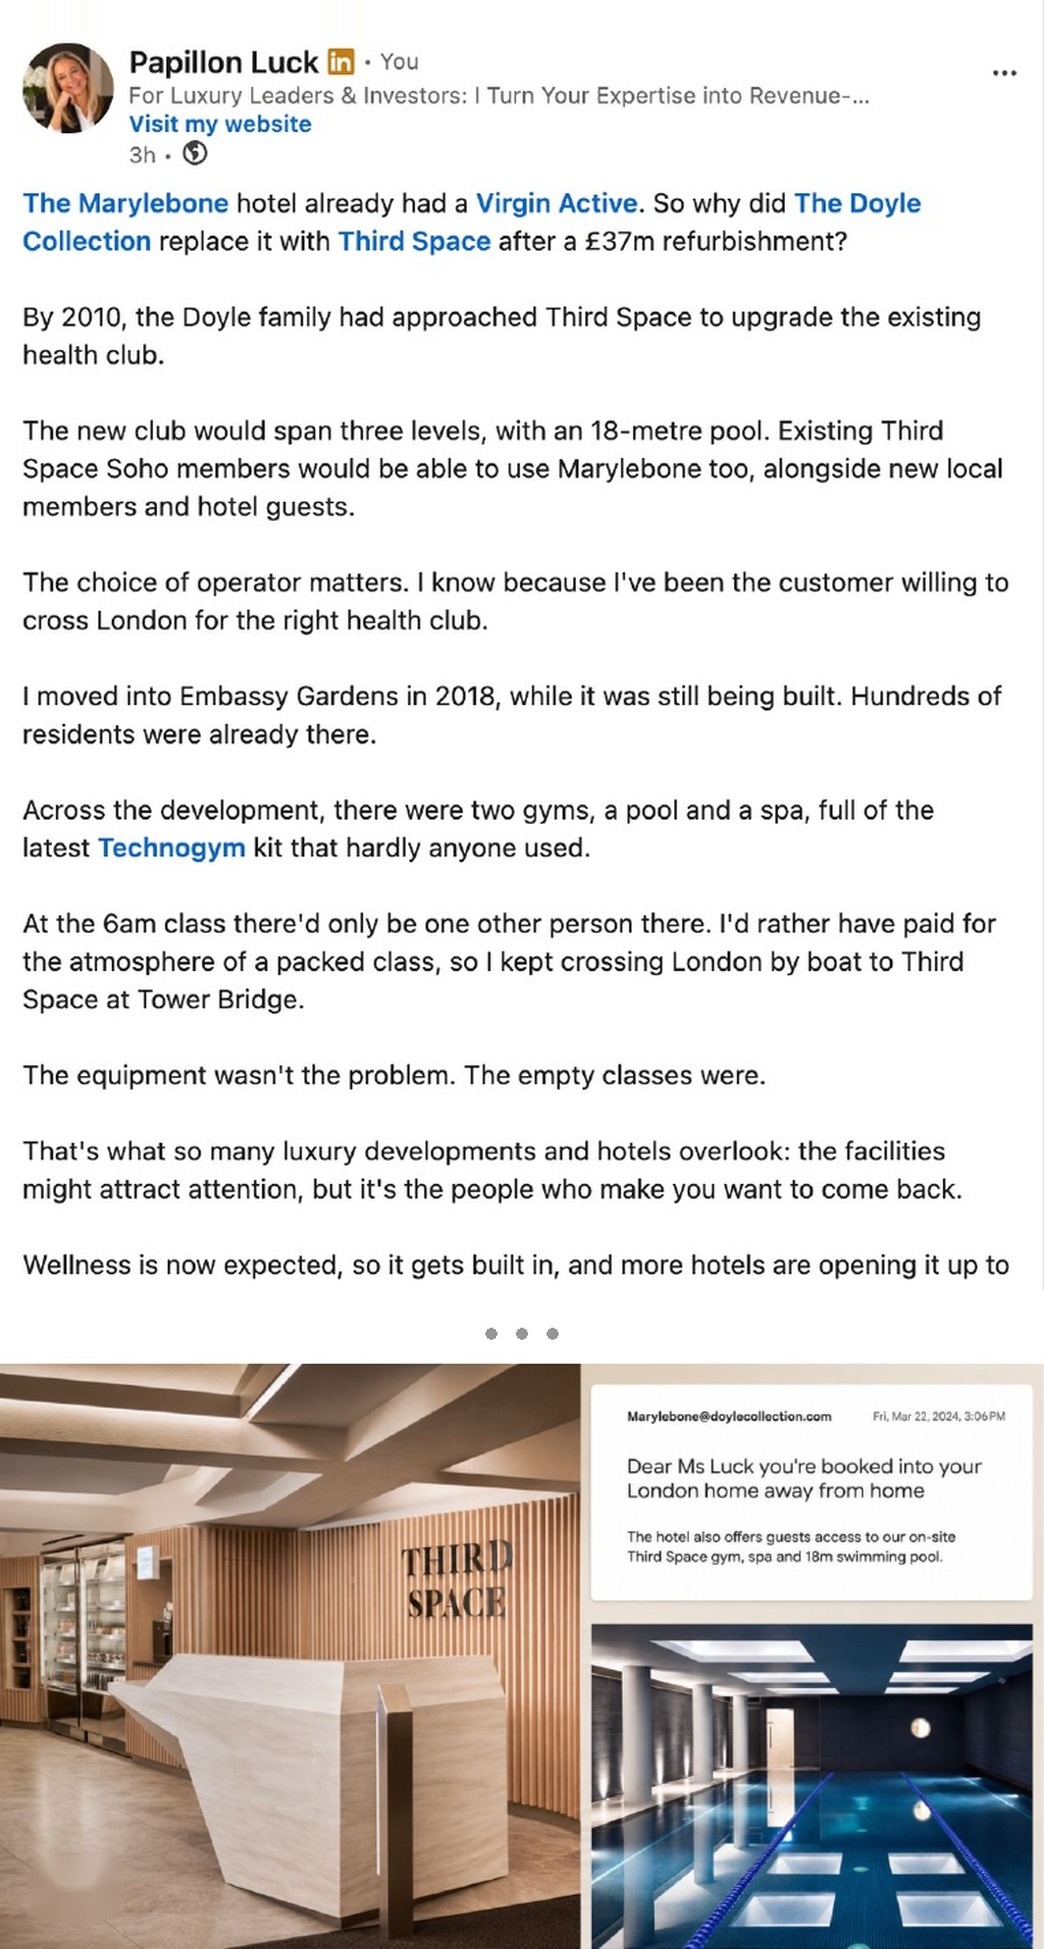 Papillon Luck in • You
For Luxury Leaders & Investors: I Turn Your Expertise into Revenue-...
Visit my website
3h •
The Marylebone hotel already had a Virgin Active. So why did The Doyle
Collection replace it with Third Space after a £37m refurbishment?
By 2010, the Doyle family had approached Third Space to upgrade the existing
health club.
The new club would span three levels, with an 18-metre pool. Existing Third
Space Soho members would be able to use Marylebone too, alongside new local
members and hotel guests.
The choice of operator matters. I know because I've been the customer willing to
cross London for the right health club.
I moved into Embassy Gardens in 2018, while it was still being built. Hundreds of
residents were already there.
Across the development, there were two gyms, a pool and a spa, full of the
latest Technogym kit that hardly anyone used.
At the 6am class there'd only be one other person there. I'd rather have paid for
the atmosphere of a packed class, so I kept crossing London by boat to Third
Space at Tower Bridge.
The equipment wasn't the problem. The empty classes were.
That's what so many luxury developments and hotels overlook: the facilities
might attract attention, but it's the people who make you want to come back.
Wellness is now expected, so it gets built in, and more hotels are opening it up to
THIRD
SPACE
Marylebone@doylecollection.com Fri, Mar 22, 2024, 3:06PM
Dear Ms Luck you're booked into your
London home away from home
The hotel also offers guests access to our on-site
Third Space gym, spa and 18m swimming pool.